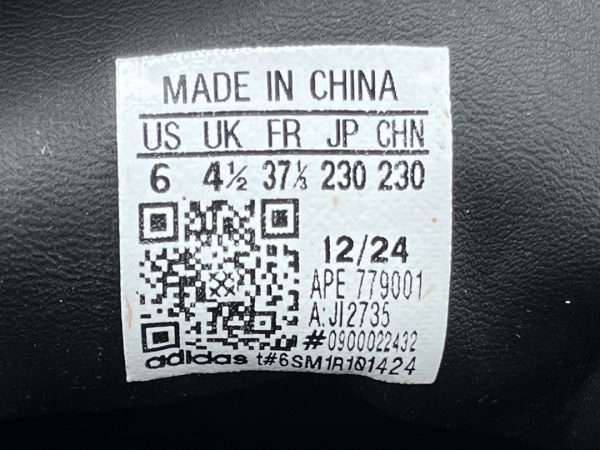 MADE IN CHINA
US UK FR JP CHN
6 4½ 37⅓ 230 230
12/24
APE 779001
A:JI2735
#0900022432
adidas t#6SM1R101424